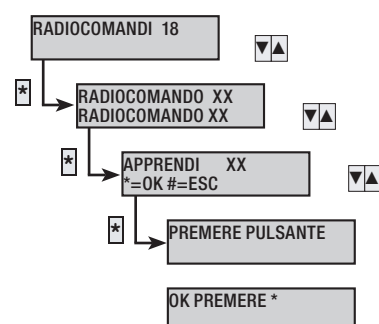 RADIOCOMANDI 18
▼▲
*
RADIOCOMANDO XX
RADIOCOMANDO XX
▼▲
*
APPRENDI XX
*=OK #=ESC
▼▲
*
PREMERE PULSANTE
OK PREMERE *